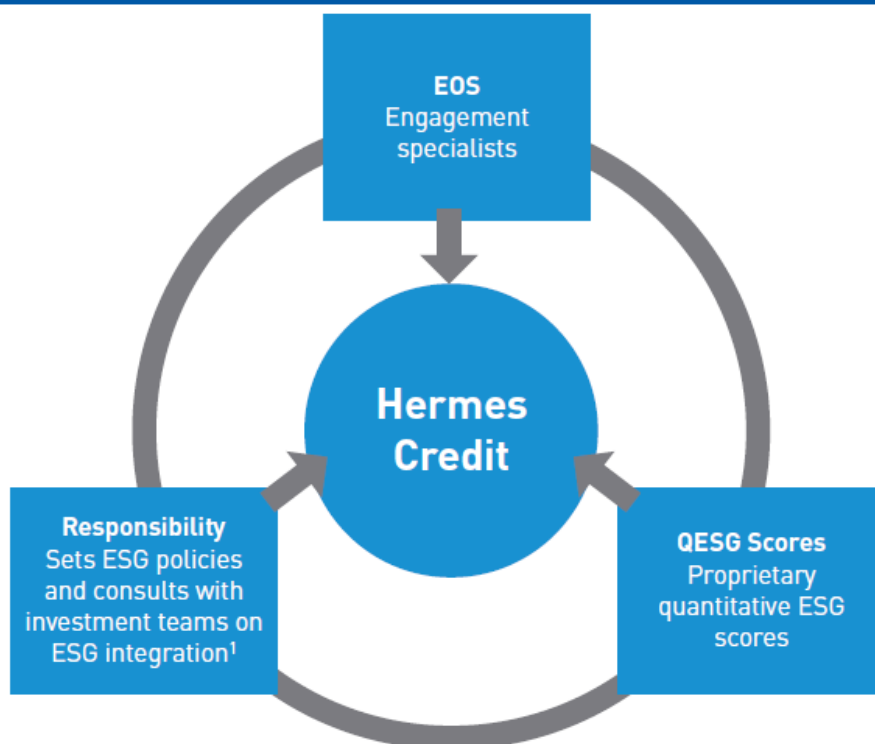 EOS
Engagement
specialists
Hermes
Credit
Responsibility
Sets ESG policies
and consults with
investment teams on
ESG integration¹
QESG Scores
Proprietary
quantitative ESG
scores